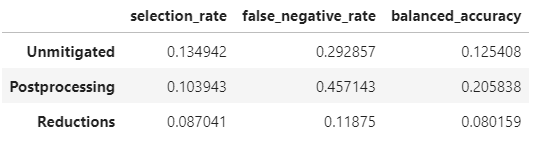 selection_rate false_negative_rate balanced_accuracy
Unmitigated 0.134942 0.292857 0.125408
Postprocessing 0.103943 0.457143 0.205838
Reductions 0.087041 0.11875 0.080159